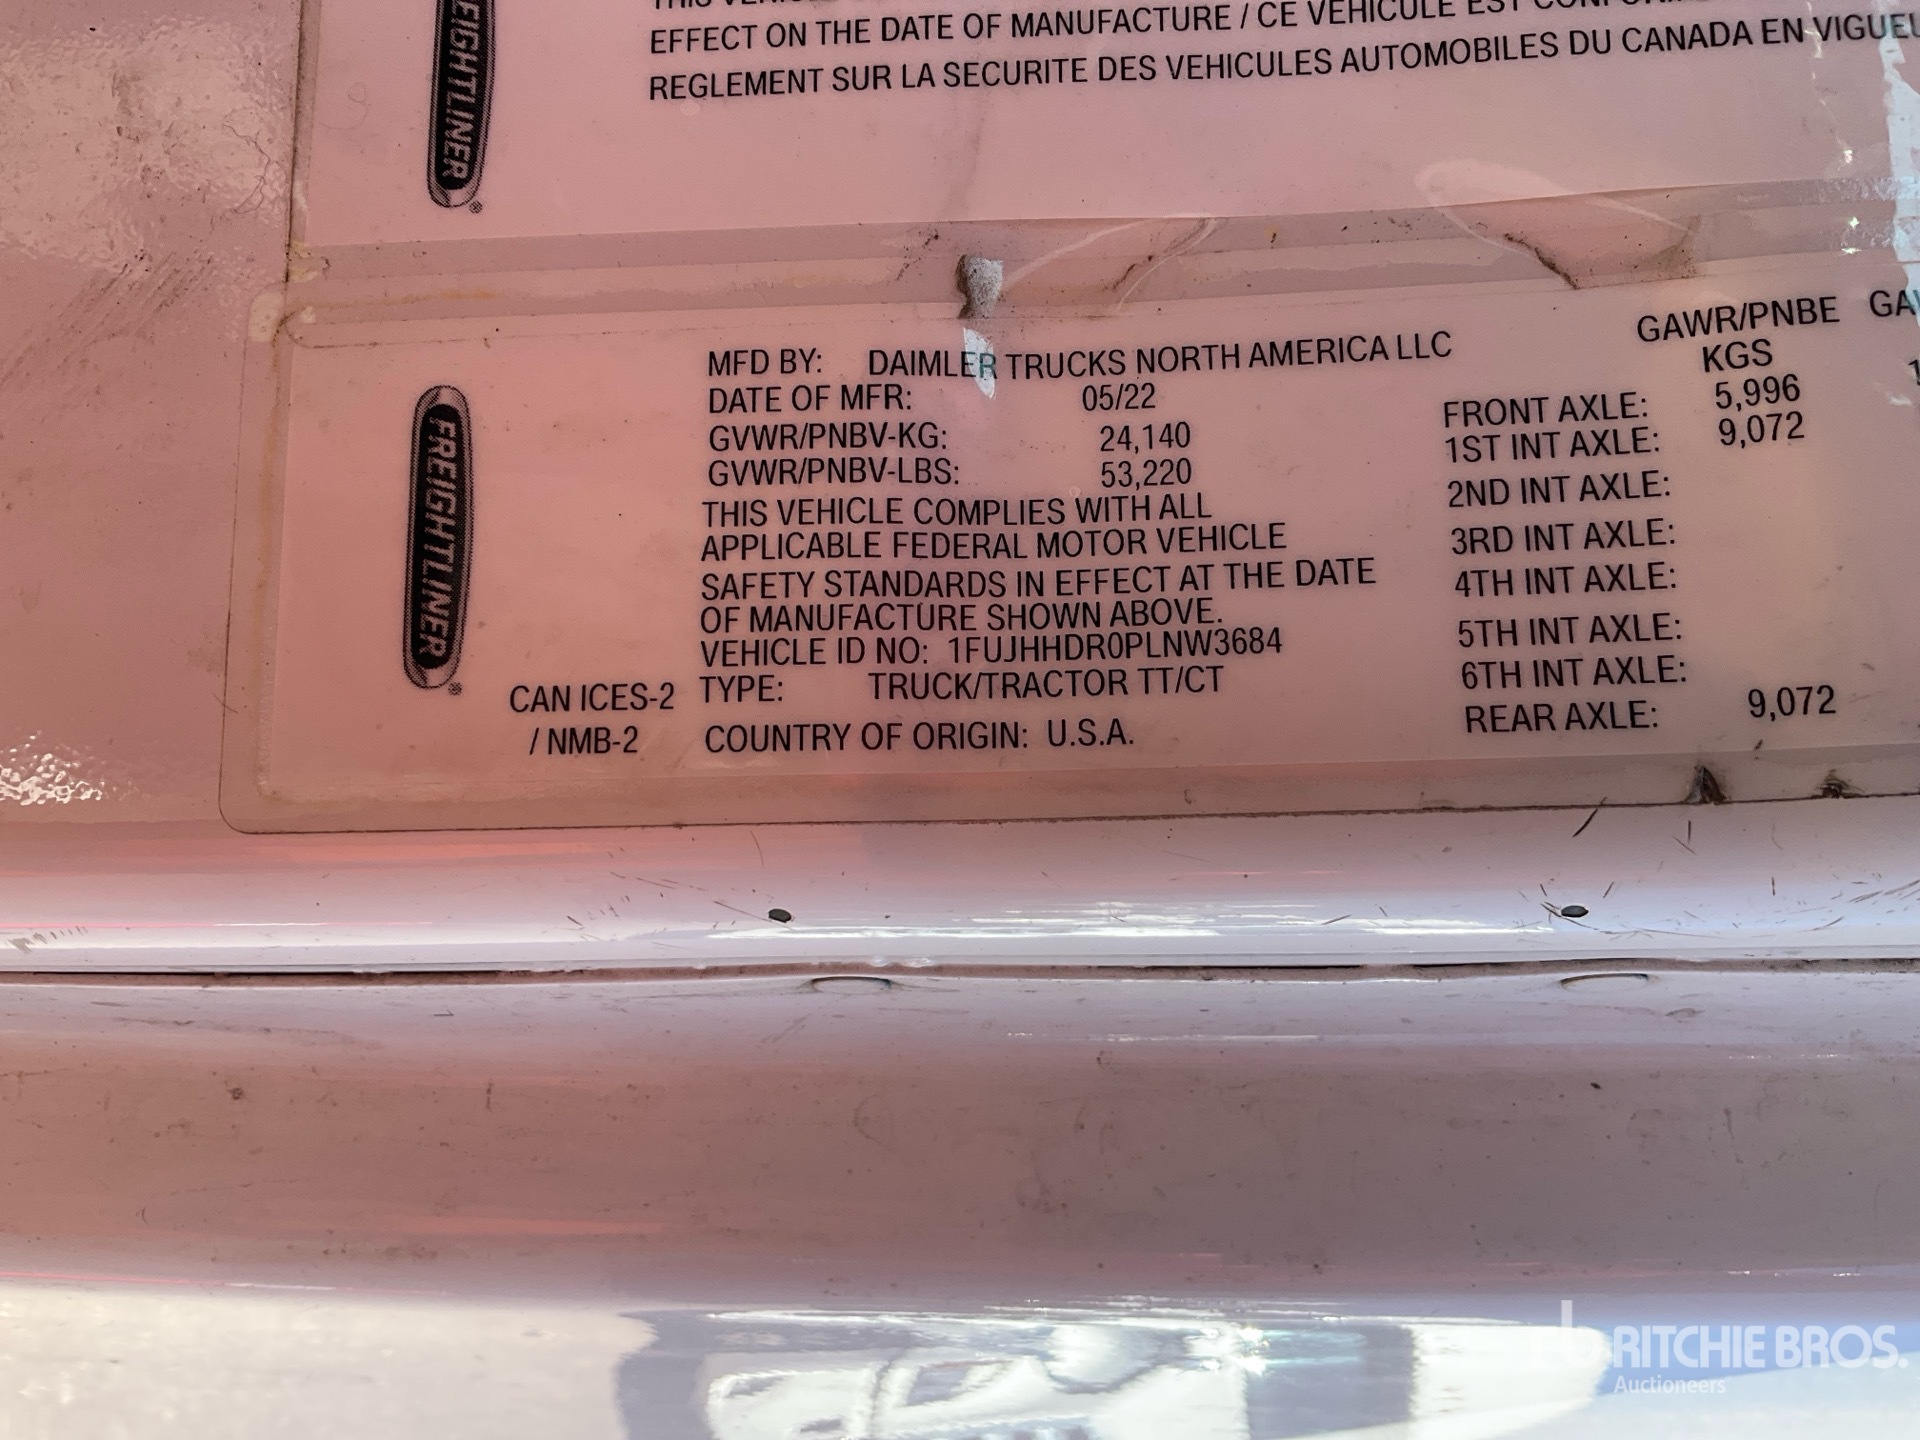 EFFECT ON THE DATE OF MANUFACTURE / CE VEHICULE EST
REGLEMENT SUR LA SECURITE DES VEHICULES AUTOMOBILES DU CANADA EN VIGUEU
FREIGHTLINER
FREIGHTLINER
MFD BY: DAIMLER TRUCKS NORTH AMERICA LLC
DATE OF MFR: 05/22
GVWR/PNBV-KG: 24,140
GVWR/PNBV-LBS: 53,220
THIS VEHICLE COMPLIES WITH ALL
APPLICABLE FEDERAL MOTOR VEHICLE
SAFETY STANDARDS IN EFFECT AT THE DATE
OF MANUFACTURE SHOWN ABOVE.
VEHICLE ID NO: 1FUJHHDR0PLNW3684
TYPE: TRUCK/TRACTOR TT/CT
COUNTRY OF ORIGIN: U.S.A.
CAN ICES-2
/ NMB-2
GAWR/PNBE GA
KGS
FRONT AXLE: 5,996
1ST INT AXLE: 9,072
2ND INT AXLE:
3RD INT AXLE:
4TH INT AXLE:
5TH INT AXLE:
6TH INT AXLE:
REAR AXLE: 9,072
RITCHIE BROS.
Auctioneers